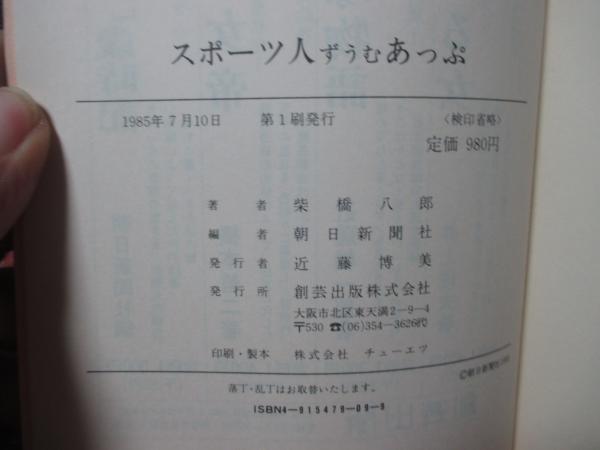 スポーツ人ずうむあっぷ
1985年7月10日 第1刷発行 〈検印省略〉
定価 980円
著者 柴橋八郎
編者 朝日新聞社
発行者 近藤博美
発行所 創芸出版株式会社
大阪市北区東天満2-9-4
〒530 ☎(06)354-3626代
印刷・製本 株式会社 チューエツ
©朝日新聞社
落丁・乱丁はお取替いたします。
ISBN4-915479-09-9